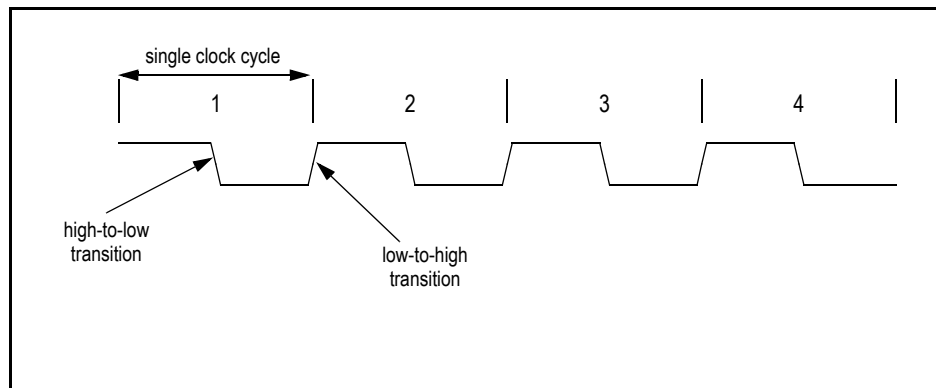 single clock cycle
1 2 3 4
high-to-low
transition
low-to-high
transition